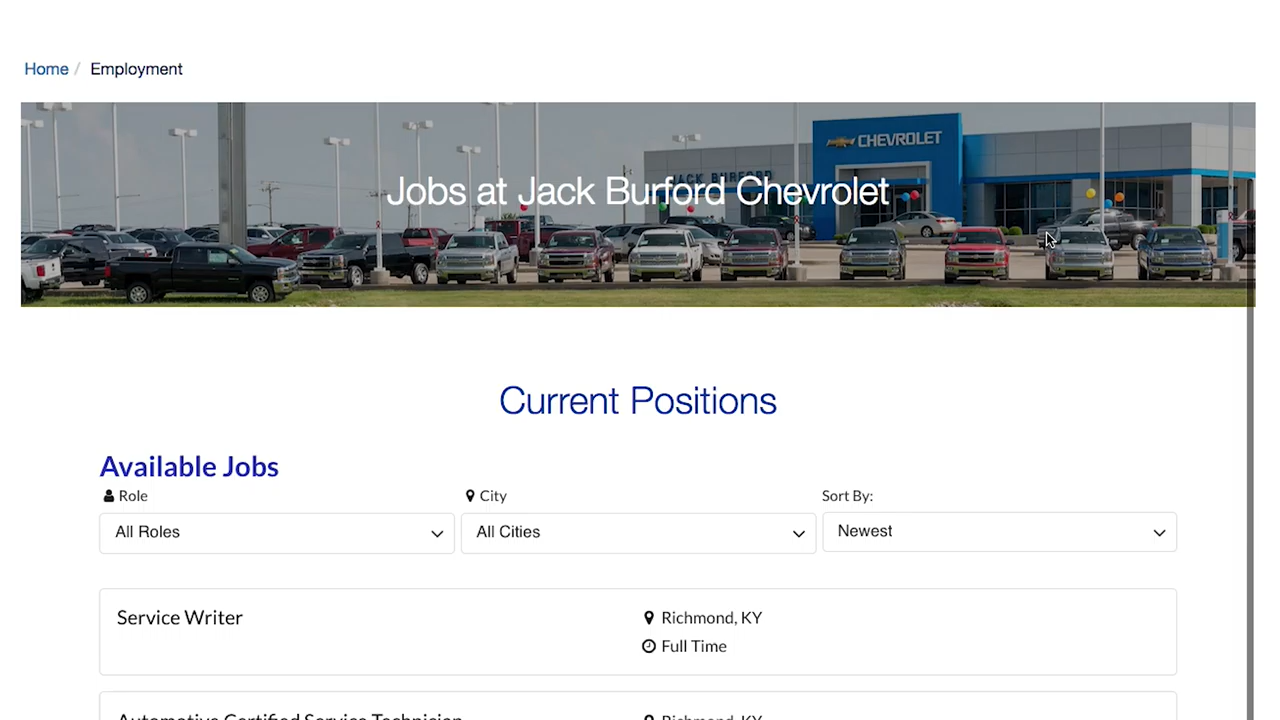 Home / Employment
CHEVROLET
JACK BURFORD
Jobs at Jack Burford Chevrolet
Current Positions
Available Jobs
Role
City
Sort By:
All Roles
All Cities
Newest
Service Writer
Richmond, KY
Full Time
Automotive Certified Service Technician
Richmond, KY